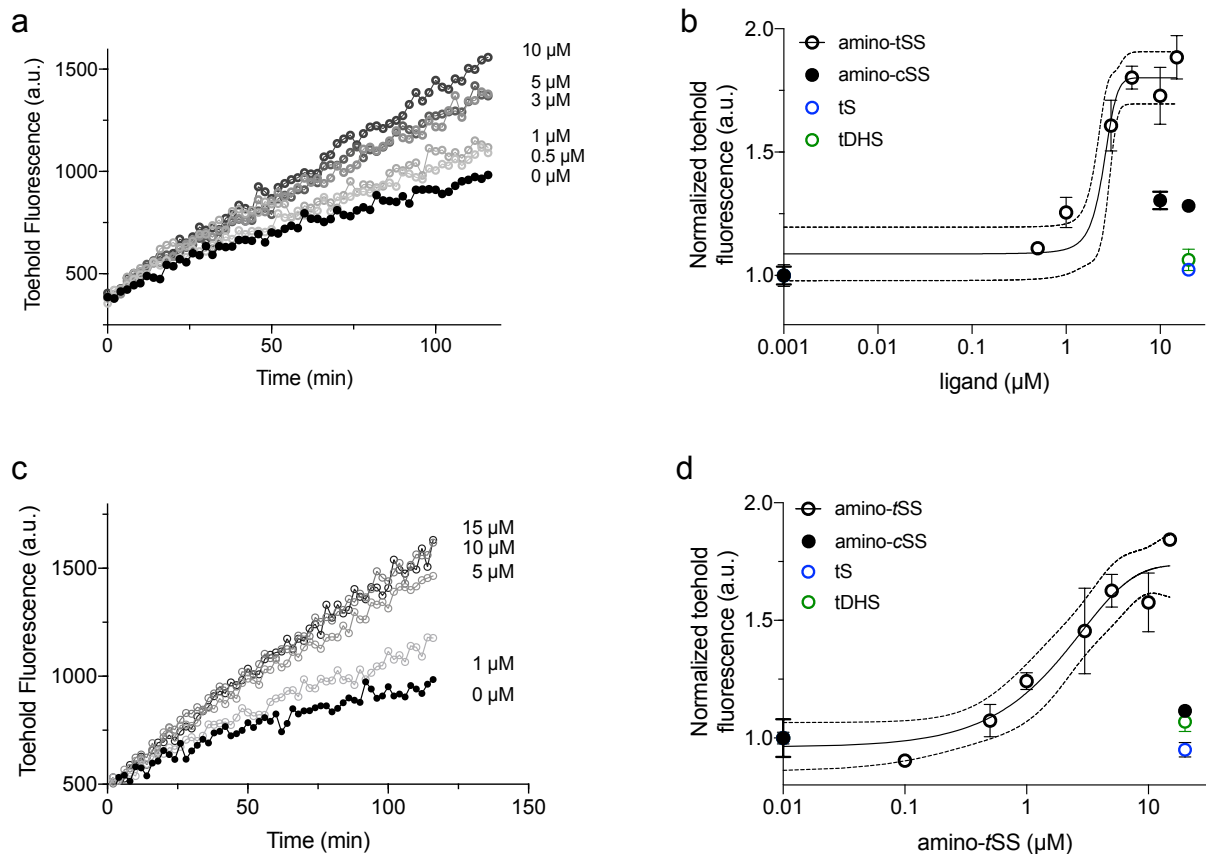 a
Toehold Fluorescence (a.u.)
1500
1000
500
0
50
100
Time (min)
10 µM
5 µM
3 µM
1 µM
0.5 µM
0 µM
b
Normalized toehold
fluorescence (a.u.)
2.0
1.5
1.0
0.001
0.01
0.1
1
10
ligand (µM)
amino-tSS
amino-cSS
tS
tDHS
c
Toehold Fluorescence (a.u.)
1500
1000
500
0
50
100
150
Time (min)
15 µM
10 µM
5 µM
1 µM
0 µM
d
Normalized toehold
fluorescence (a.u.)
2.0
1.5
1.0
0.01
0.1
1
10
amino-tSS (µM)
amino-tSS
amino-cSS
tS
tDHS